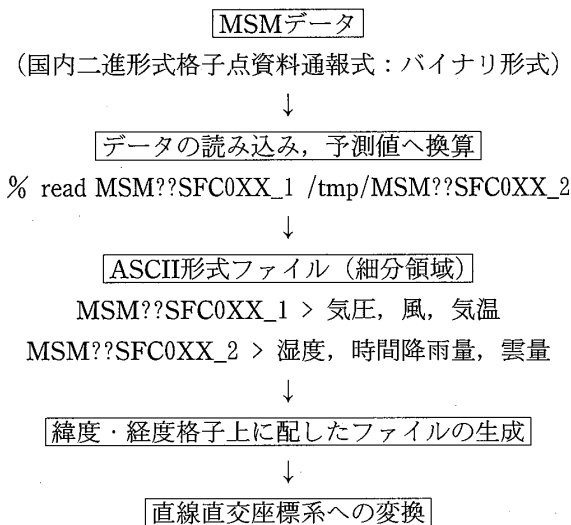 MSMデータ
（国内二進形式格子点資料通報式：バイナリ形式）
↓
データの読み込み，予測値へ換算
% read MSM??SFC0XX_1 /tmp/MSM??SFC0XX_2
↓
ASCII形式ファイル（細分領域）
MSM??SFC0XX_1 > 気圧，風，気温
MSM??SFC0XX_2 > 湿度，時間降雨量，雲量
↓
緯度・経度格子上に配したファイルの生成
↓
直線直交座標系への変換